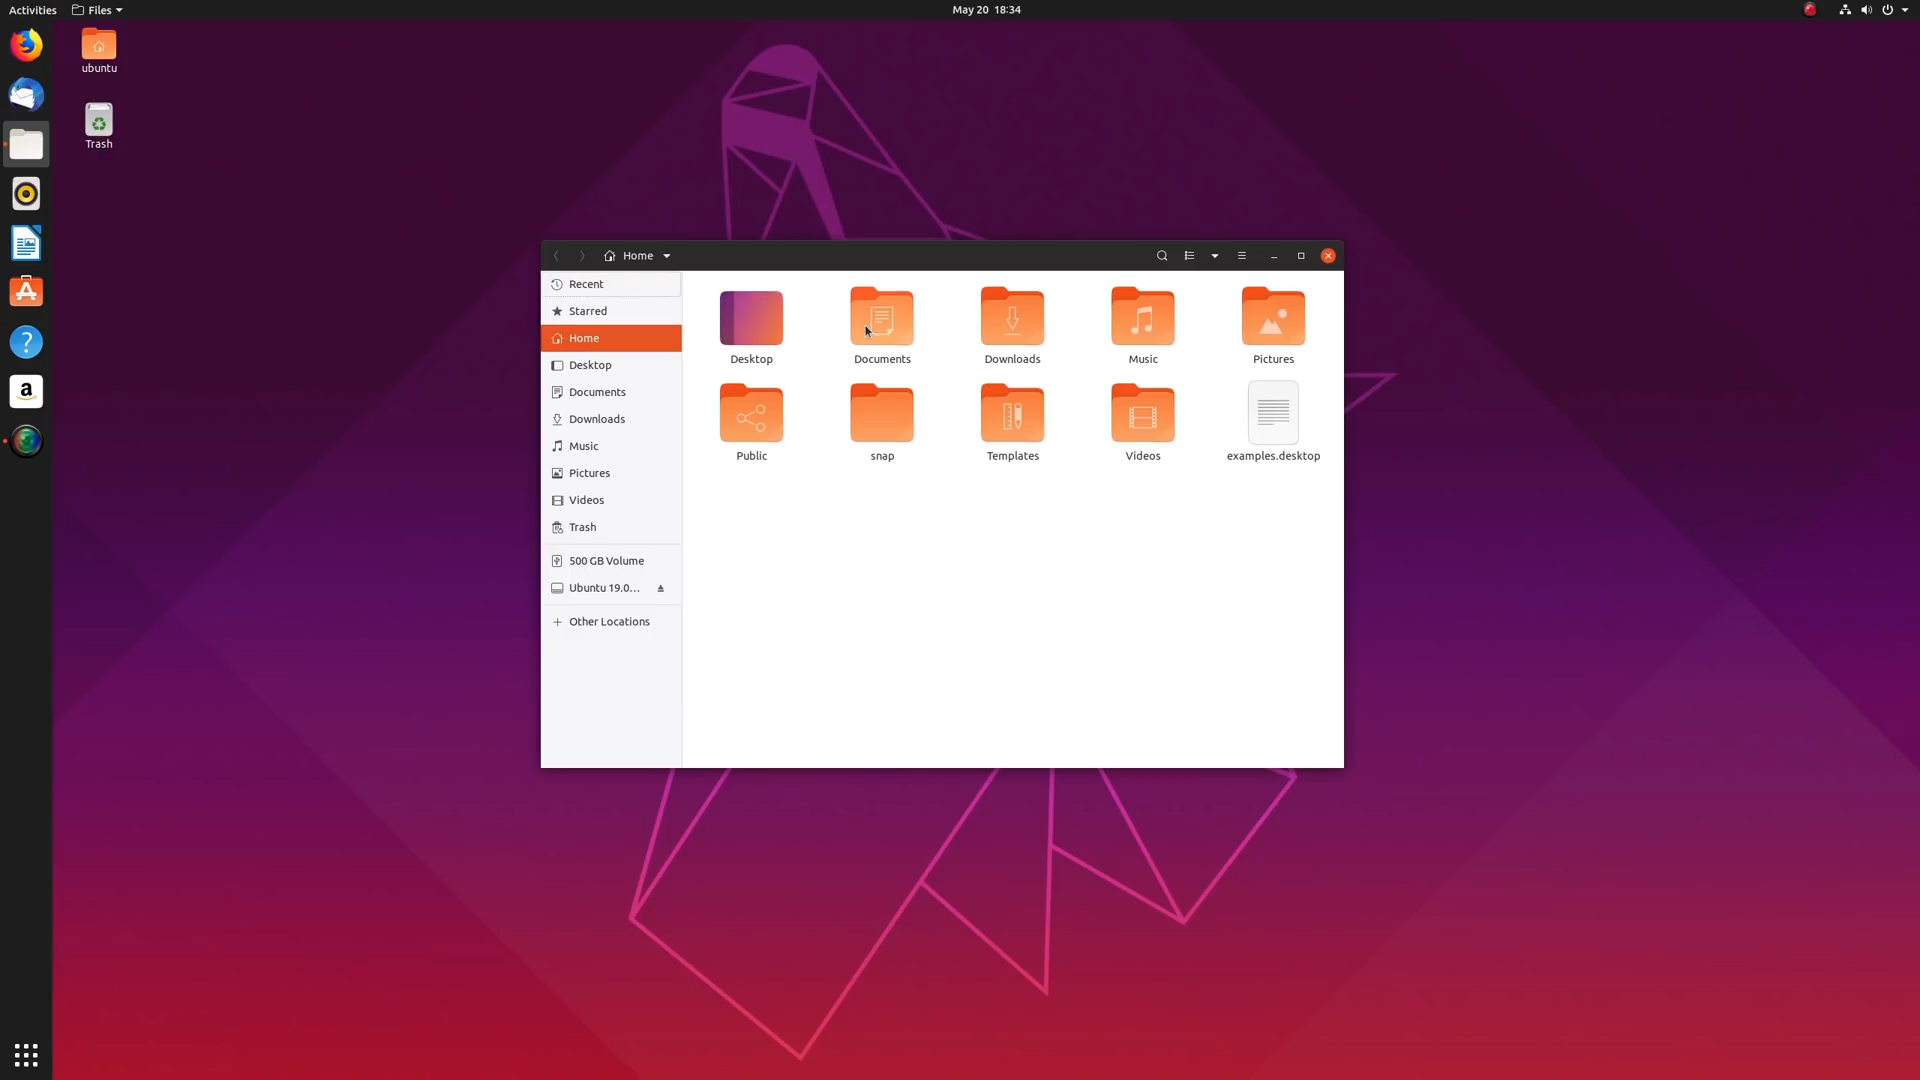 Activities
Files
May 20 18:34
ubuntu
Trash
Home
Recent
Starred
Home
Desktop
Documents
Downloads
Music
Pictures
Videos
Trash
500 GB Volume
Ubuntu 19.0...
Other Locations
Desktop
Documents
Downloads
Music
Pictures
Public
snap
Templates
Videos
examples.desktop